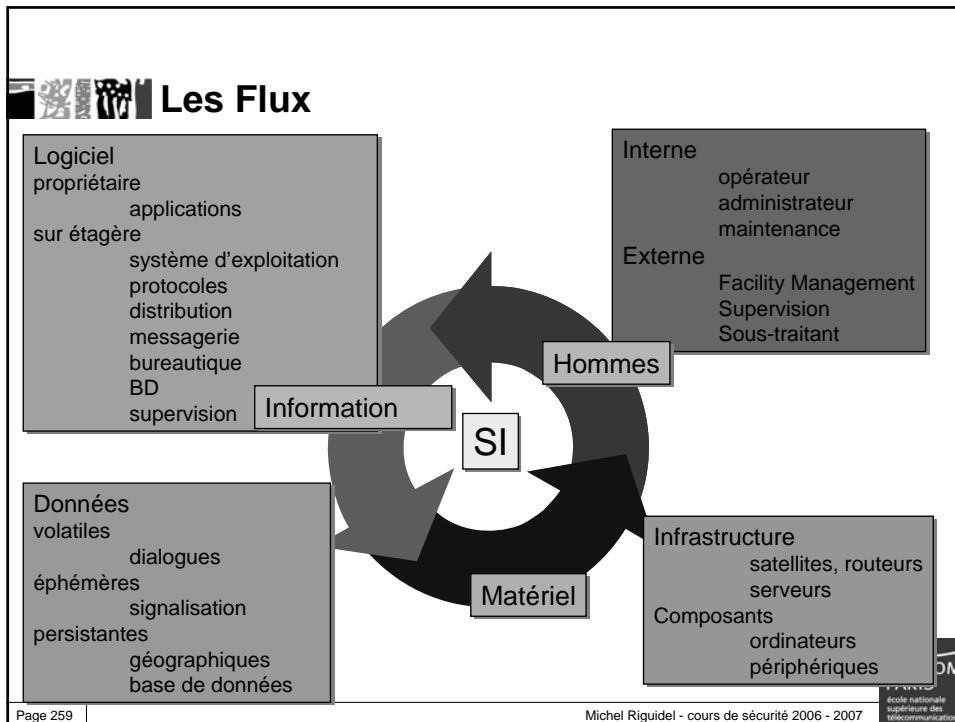 Les Flux
Logiciel
propriétaire
applications
sur étagère
système d'exploitation
protocoles
distribution
messagerie
bureautique
BD
supervision
Interne
opérateur
administrateur
maintenance
Externe
Facility Management
Supervision
Sous-traitant
Information
Hommes
SI
Matériel
Données
volatiles
dialogues
éphémères
signalisation
persistantes
géographiques
base de données
Infrastructure
satellites, routeurs
serveurs
Composants
ordinateurs
périphériques
Page 259
Michel Riguidel - cours de sécurité 2006 - 2007
école nationale
supérieure des